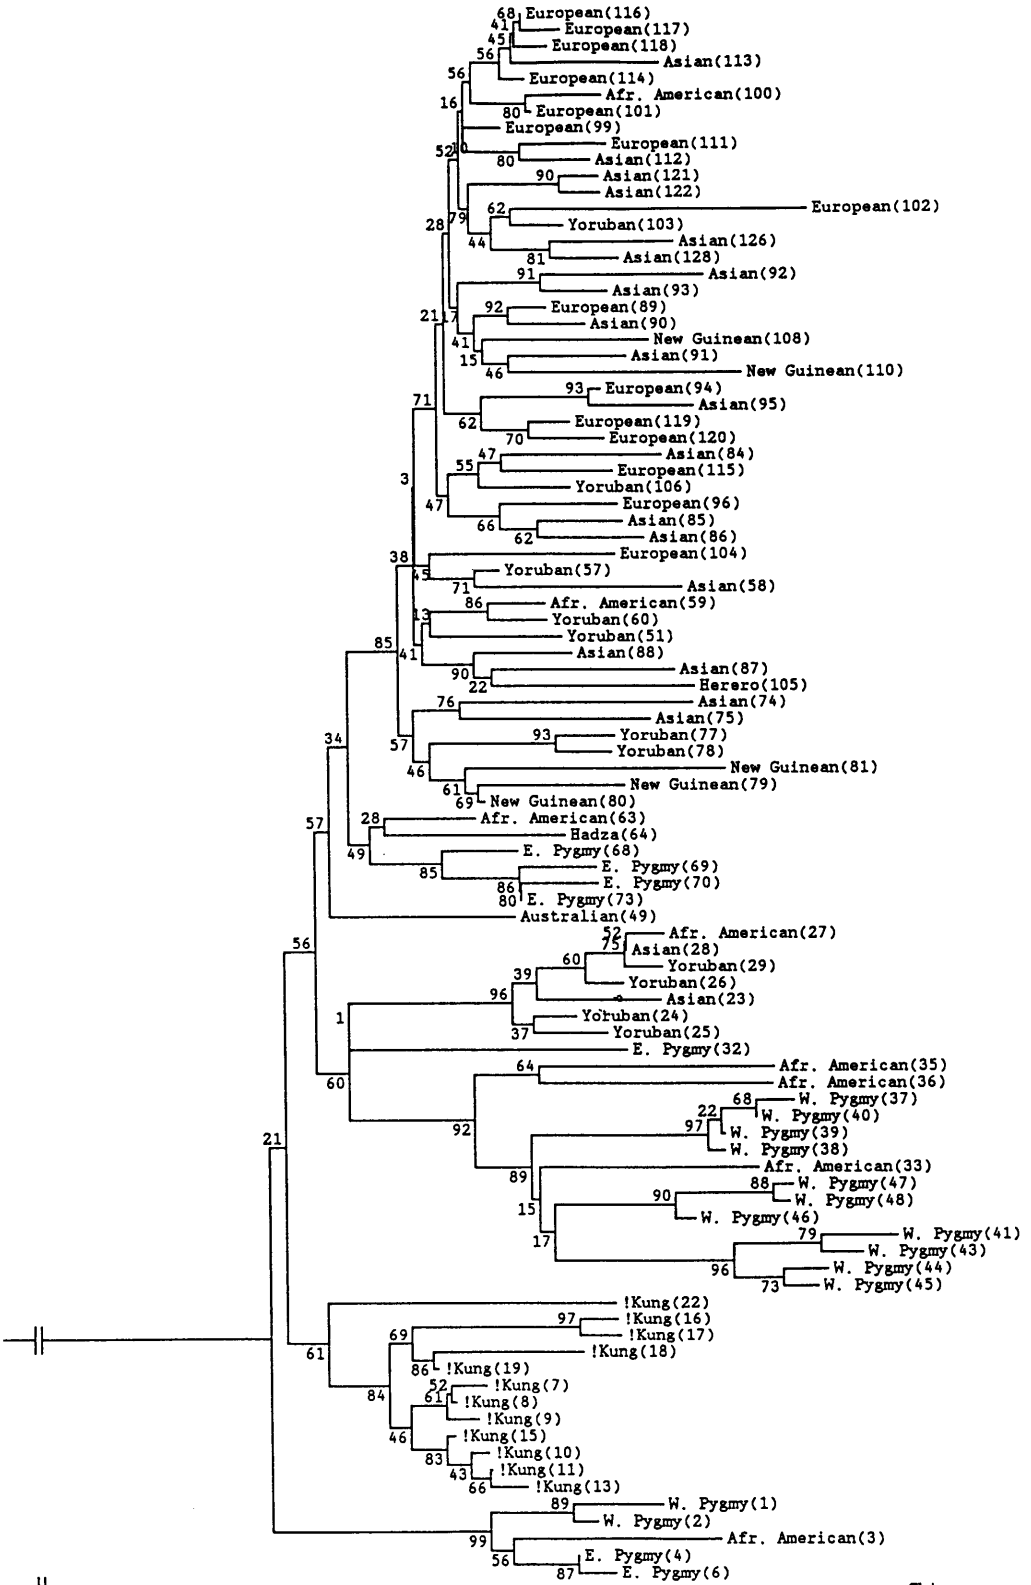 68 European(116)
41 European(117)
45 European(118)
56 Asian(113)
56 European(114)
Afr. American(100)
16 80 European(101)
European(99)
52 10 European(111)
80 Asian(112)
90 Asian(121)
Asian(122)
62 European(102)
79 Yoruban(103)
28 44 Asian(126)
81 Asian(128)
91 Asian(92)
Asian(93)
92 European(89)
21 17 Asian(90)
41 New Guinean(108)
15 Asian(91)
46 New Guinean(110)
93 European(94)
71 Asian(95)
62 European(119)
70 European(120)
47 Asian(84)
55 European(115)
3 Yoruban(106)
47 European(96)
66 Asian(85)
62 Asian(86)
38 European(104)
45 Yoruban(57)
71 Asian(58)
86 Afr. American(59)
13 Yoruban(60)
Yoruban(51)
85 41 Asian(88)
90 Asian(87)
22 Herero(105)
76 Asian(74)
Asian(75)
34 57 93 Yoruban(77)
Yoruban(78)
46 New Guinean(81)
61 New Guinean(79)
69 New Guinean(80)
57 28 Afr. American(63)
Hadza(64)
49 E. Pygmy(68)
85 E. Pygmy(69)
86 E. Pygmy(70)
80 E. Pygmy(73)
Australian(49)
52 Afr. American(27)
56 75 Asian(28)
60 Yoruban(29)
39 Yoruban(26)
96 Asian(23)
1 Yoruban(24)
37 Yoruban(25)
E. Pygmy(32)
64 Afr. American(35)
60 Afr. American(36)
68 W. Pygmy(37)
22 W. Pygmy(40)
92 97 W. Pygmy(39)
21 W. Pygmy(38)
89 Afr. American(33)
88 W. Pygmy(47)
15 90 W. Pygmy(48)
W. Pygmy(46)
17 79 W. Pygmy(41)
W. Pygmy(43)
96 W. Pygmy(44)
73 W. Pygmy(45)
!Kung(22)
97 !Kung(16)
69 !Kung(17)
61 !Kung(18)
86 !Kung(19)
84 52 !Kung(7)
61 !Kung(8)
!Kung(9)
46 !Kung(15)
83 !Kung(10)
43 !Kung(11)
66 !Kung(13)
89 W. Pygmy(1)
W. Pygmy(2)
99 Afr. American(3)
56 E. Pygmy(4)
87 E. Pygmy(6)